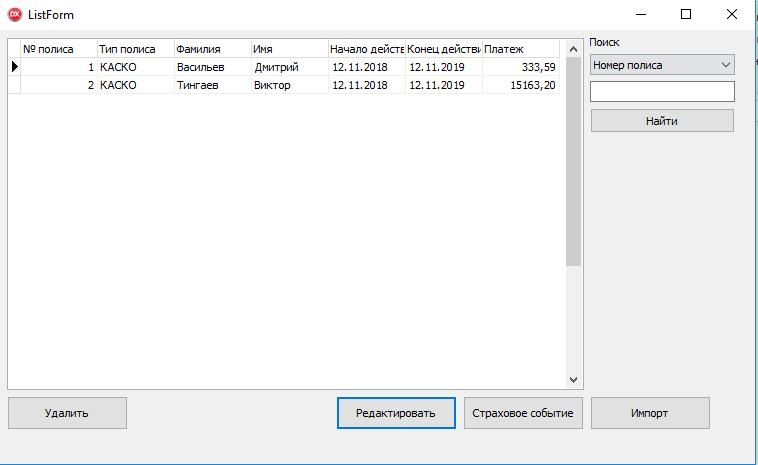 DX ListForm
№ полиса Тип полиса Фамилия Имя Начало действ Конец действи Платеж
1 КАСКО Васильев Дмитрий 12.11.2018 12.11.2019 333,59
2 КАСКО Тингаев Виктор 12.11.2018 12.11.2019 15163,20
Поиск
Номер полиса
Найти
Удалить Редактировать Страховое событие Импорт